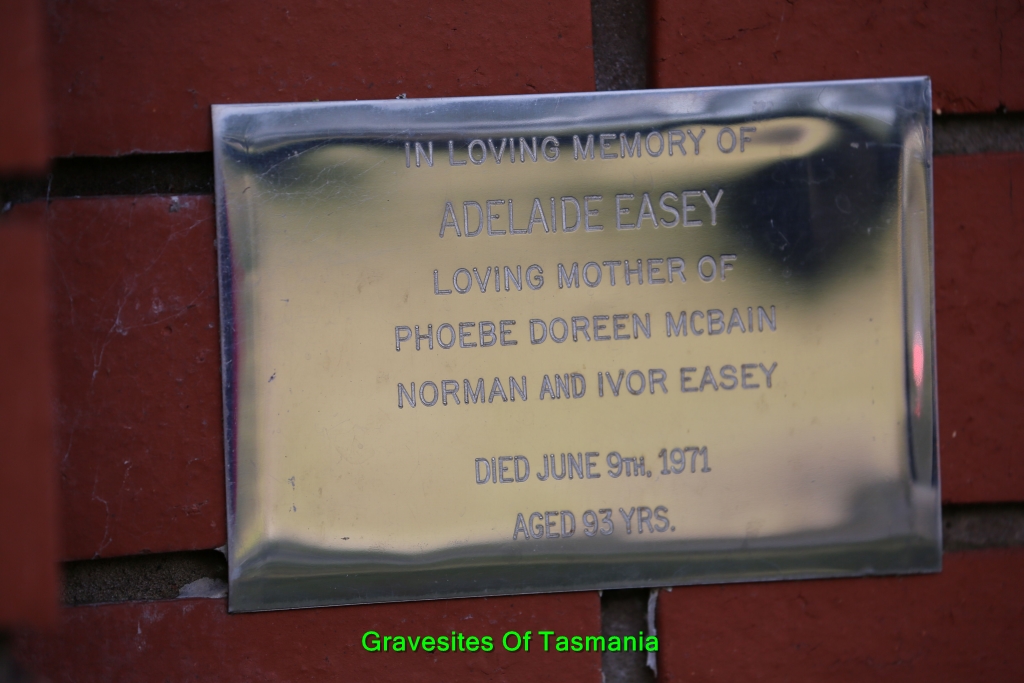 IN LOVING MEMORY OF
ADELAIDE EASEY
LOVING MOTHER OF
PHOEBE DOREEN MCBAIN
NORMAN AND IVOR EASEY
DIED JUNE 9TH, 1971
AGED 93 YRS.
Gravesites Of Tasmania